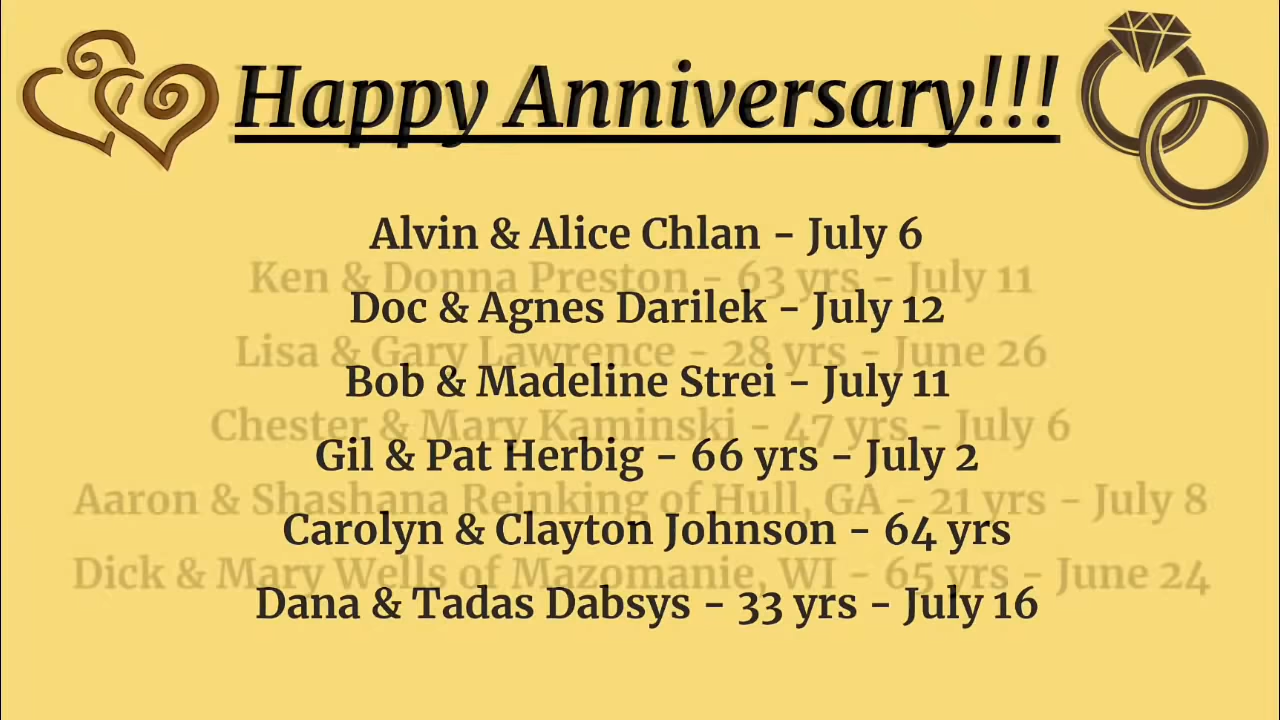 Happy Anniversary!!!
Alvin & Alice Chlan - July 6
Ken & Donna Preston - 63 yrs - July 11
Doc & Agnes Darilek - July 12
Lisa & Gary Lawrence - 28 yrs - June 26
Bob & Madeline Strei - July 11
Chester & Mary Kaminski - 47 yrs - July 6
Gil & Pat Herbig - 66 yrs - July 2
Aaron & Shashana Reinking of Hull, GA - 21 yrs - July 8
Carolyn & Clayton Johnson - 64 yrs
Dick & Mary Wells of Mazomanie, WI - 65 yrs - June 24
Dana & Tadas Dabsys - 33 yrs - July 16